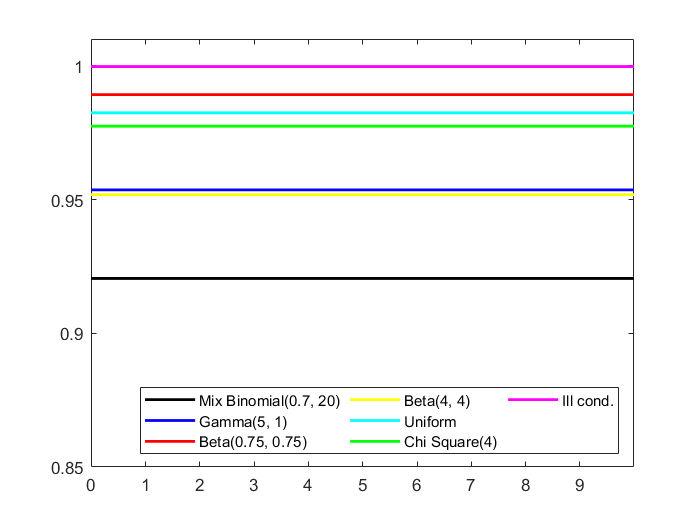 1
0.95
0.9
0.85
0 1 2 3 4 5 6 7 8 9
Mix Binomial(0.7, 20) Beta(4, 4) Ill cond.
Gamma(5, 1) Uniform
Beta(0.75, 0.75) Chi Square(4)